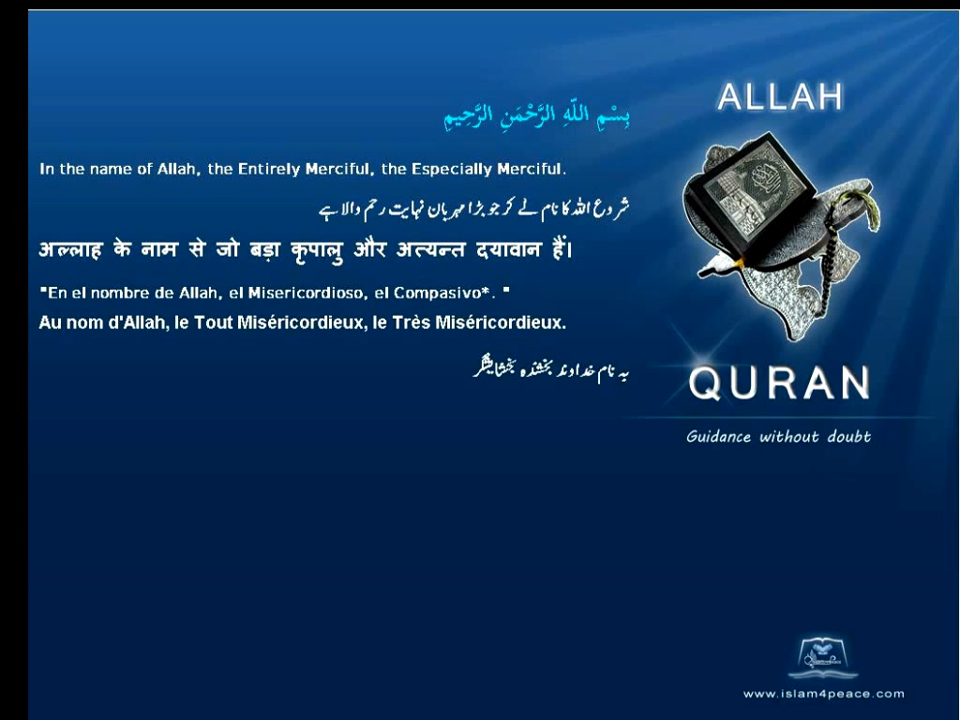 بِسْمِ اللّهِ الرَّحْمَنِ الرَّحِيمِ
In the name of Allah, the Entirely Merciful, the Especially Merciful.
شروع اللہ کا نام لے کر جو بڑا مہربان نہایت رحم والا ہے
अल्लाह के नाम से जो बड़ा कृपालु और अत्यन्त दयावान हैं।
"En el nombre de Allah, el Misericordioso, el Compasivo*. "
Au nom d'Allah, le Tout Miséricordieux, le Très Miséricordieux.
به نام خداوند بخشنده بخشایشگر
ALLAH
QURAN
Guidance without doubt
www.islam4peace.com